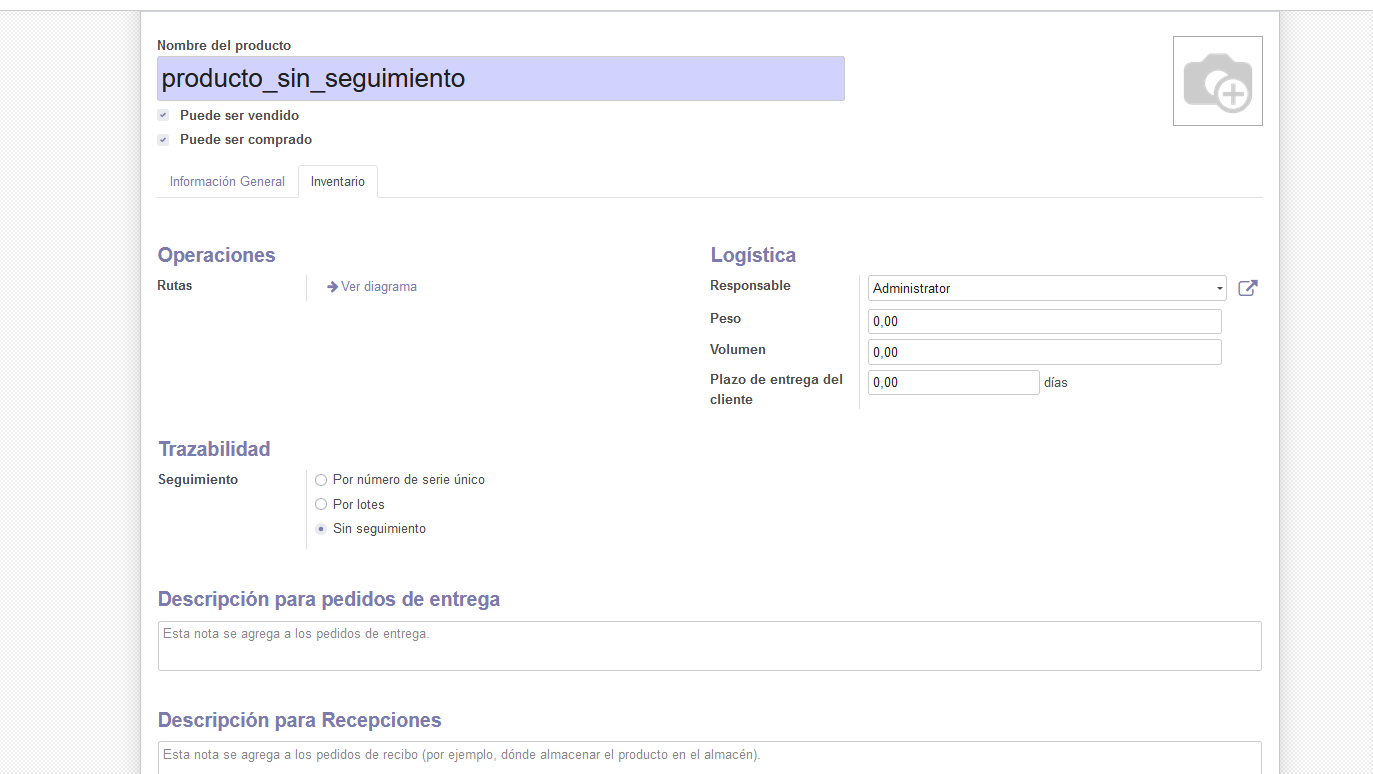 Nombre del producto
producto_sin_seguimiento
Puede ser vendido
Puede ser comprado
Información General
Inventario
Operaciones
Rutas
Ver diagrama
Logística
Responsable
Administrator
Peso
0,00
Volumen
0,00
Plazo de entrega del
cliente
0,00
días
Trazabilidad
Seguimiento
Por número de serie único
Por lotes
Sin seguimiento
Descripción para pedidos de entrega
Esta nota se agrega a los pedidos de entrega.
Descripción para Recepciones
Esta nota se agrega a los pedidos de recibo (por ejemplo, dónde almacenar el producto en el almacén).